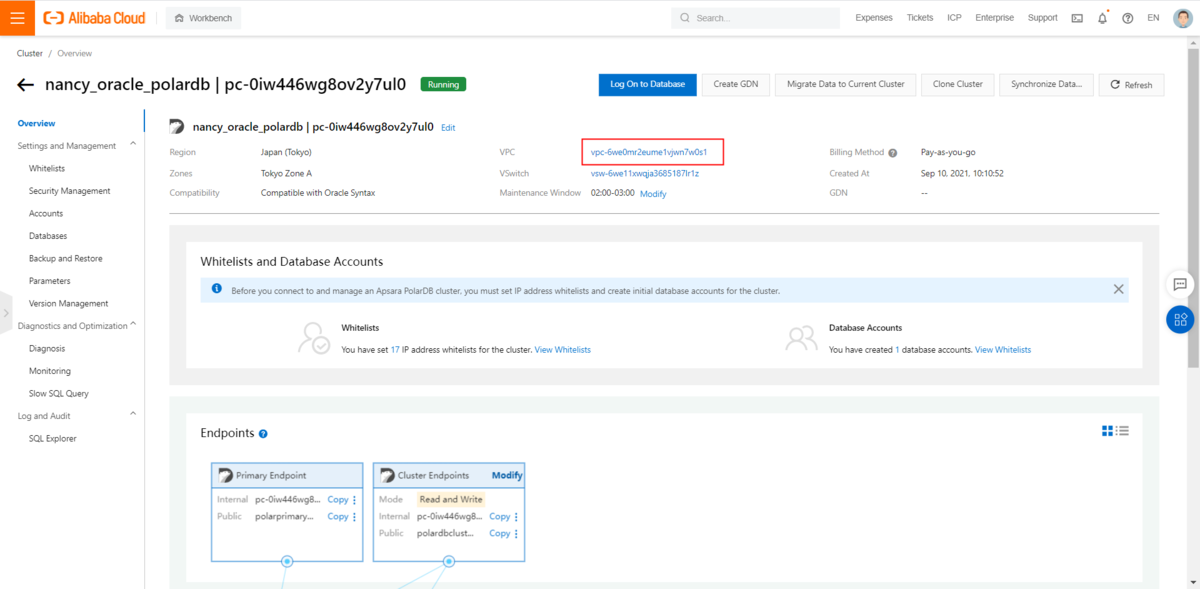 Alibaba Cloud Workbench Search... Expenses Tickets ICP Enterprise Support EN
Cluster / Overview
nancy_oracle_polardb | pc-0iw446wg8ov2y7ul0 Running Log On to Database Create GDN Migrate Data to Current Cluster Clone Cluster Synchronize Data... Refresh
Overview
Settings and Management
Whitelists
Security Management
Accounts
Databases
Backup and Restore
Parameters
Version Management
Diagnostics and Optimization
Diagnosis
Monitoring
Slow SQL Query
Log and Audit
SQL Explorer
nancy_oracle_polardb | pc-0iw446wg8ov2y7ul0 Edit
Region Japan (Tokyo) VPC vpc-6we0mr2eume1vjwn7w0s1 Billing Method Pay-as-you-go
Zones Tokyo Zone A VSwitch vsw-6we11xwqja3685187lr1z Created At Sep 10, 2021, 10:10:52
Compatibility Compatible with Oracle Syntax Maintenance Window 02:00-03:00 Modify GDN --
Whitelists and Database Accounts
Before you connect to and manage an Apsara PolarDB cluster, you must set IP address whitelists and create initial database accounts for the cluster.
Whitelists
You have set 17 IP address whitelists for the cluster. View Whitelists
Database Accounts
You have created 1 database accounts. View Whitelists
Endpoints
Primary Endpoint
Internal pc-0iw446wg8... Copy
Public polarprimary... Copy
Cluster Endpoints Modify
Mode Read and Write
Internal pc-0iw446wg8... Copy
Public polardbclust... Copy